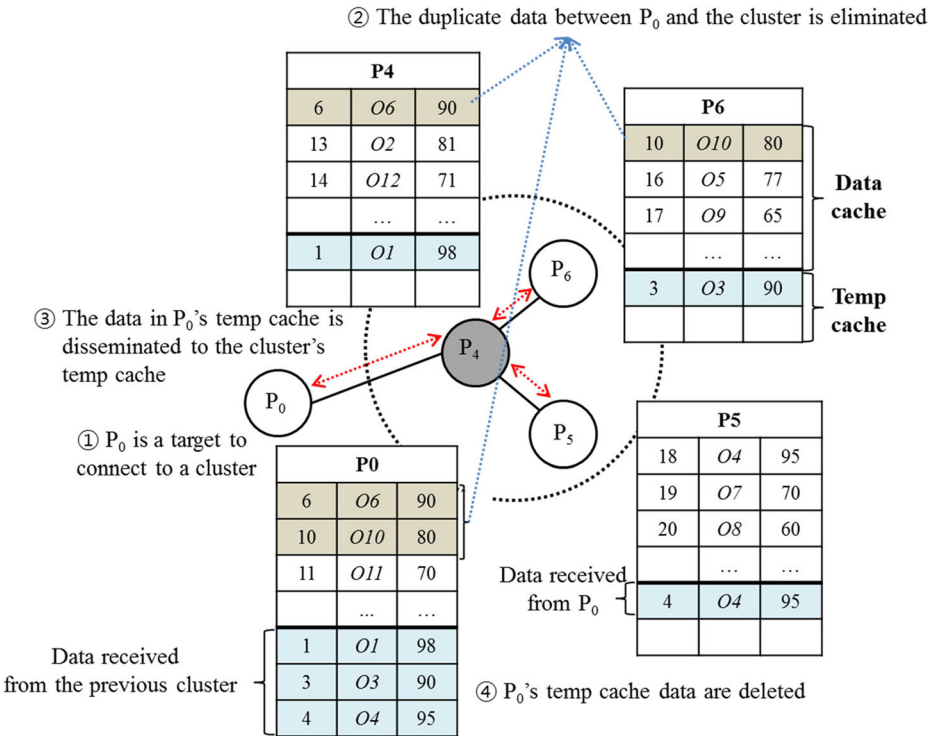 ② The duplicate data between P0 and the cluster is eliminated
P4
6 O6 90
13 O2 81
14 O12 71
... ...
1 O1 98
P6
10 O10 80
16 O5 77
17 O9 65
... ...
3 O3 90
Data
cache
Temp
cache
③ The data in P0's temp cache is
disseminated to the cluster's
temp cache
P6
P4
P0
P5
① P0 is a target to
connect to a cluster
P0
6 O6 90
10 O10 80
11 O11 70
... ...
1 O1 98
3 O3 90
4 O4 95
Data received
from the previous cluster
P5
18 O4 95
19 O7 70
20 O8 60
... ...
4 O4 95
Data received
from P0
④ P0's temp cache data are deleted